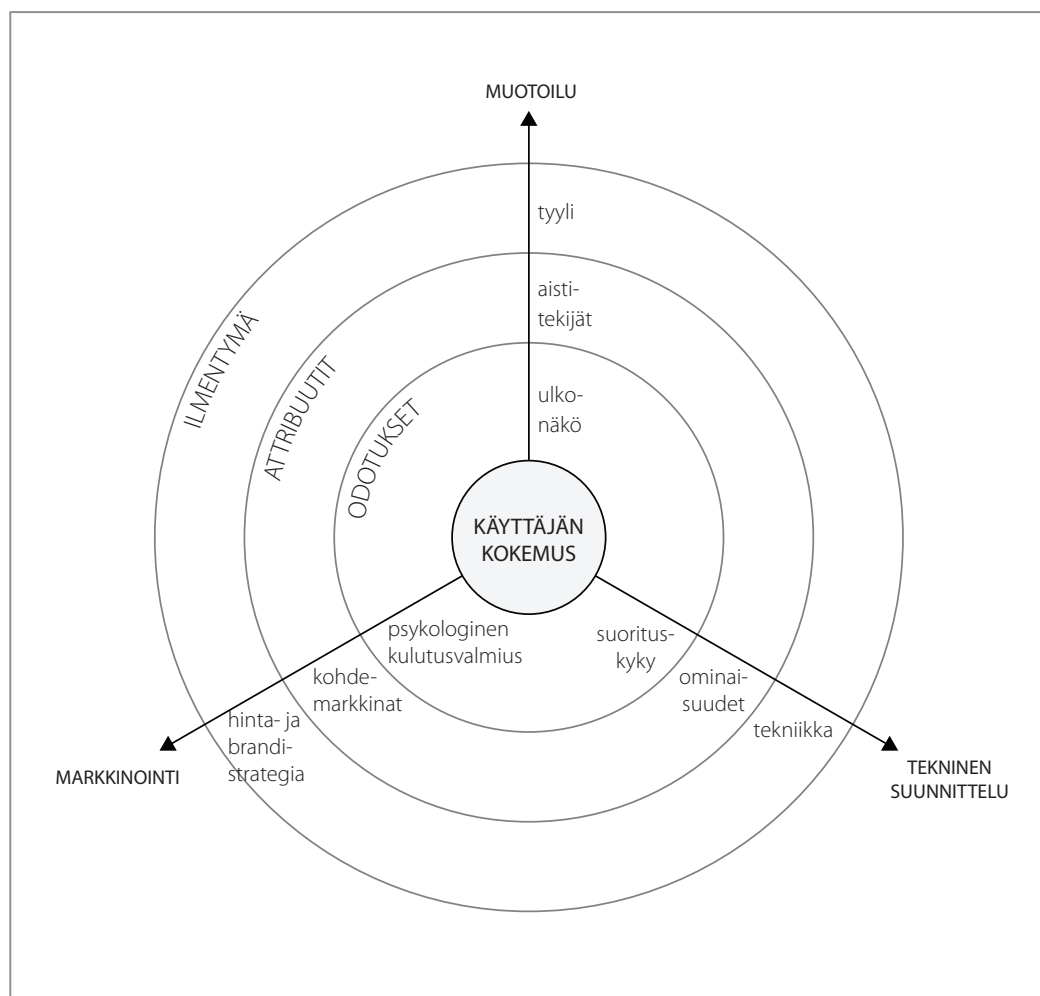 MUOTOILU
tyyli
aisti-
tekijät
ulko-
näkö
ILMENTYMÄ
ATTRIBUUTIT
ODOTUKSET
KÄYTTÄJÄN
KOKEMUS
psykologinen
kulutusvalmius
kohde-
markkinat
hinta- ja
brandi-
strategia
MARKKINOINTI
suoritus-
kyky
ominai-
suudet
tekniikka
TEKNINEN
SUUNNITTELU